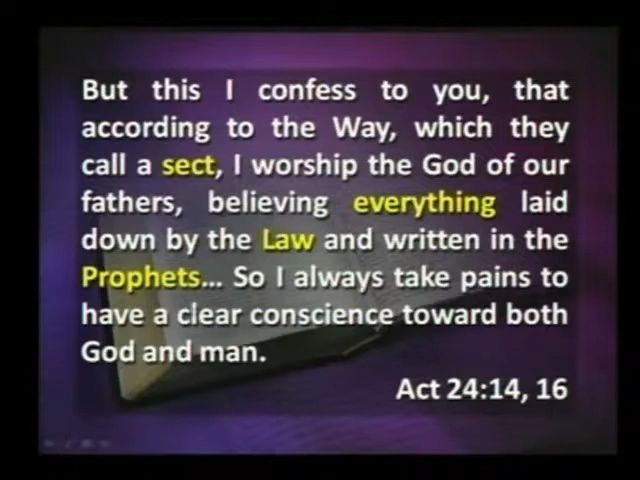 But this I confess to you, that
according to the Way, which they
call a sect, I worship the God of our
fathers, believing everything laid
down by the Law and written in the
Prophets... So I always take pains to
have a clear conscience toward both
God and man.
Act 24:14, 16